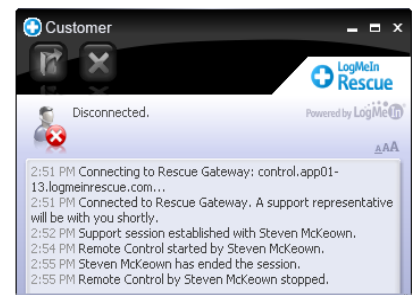 Customer
LogMeIn
Rescue
Disconnected.
Powered by LogMeIn
AAA
2:51 PM Connecting to Rescue Gateway: control.app01-
13.logmeinrescue.com...
2:51 PM Connected to Rescue Gateway. A support representative
will be with you shortly.
2:52 PM Support session established with Steven McKeown.
2:54 PM Remote Control started by Steven McKeown.
2:55 PM Steven McKeown has ended the session.
2:55 PM Remote Control by Steven McKeown stopped.